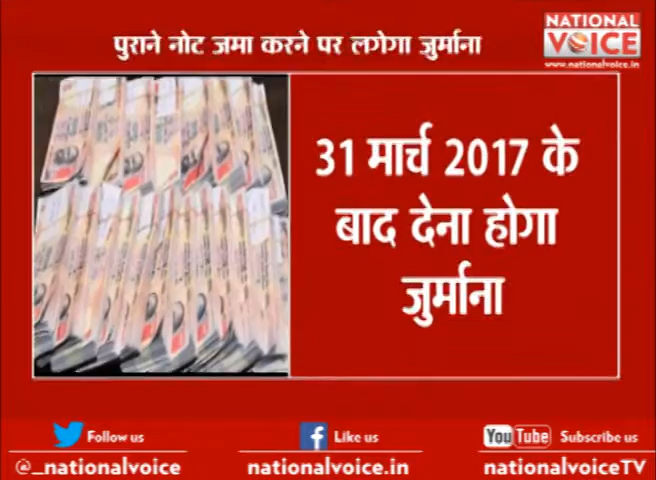 पुराने नोट जमा करने पर लगेगा जुर्माना
NATIONAL
VOICE
www.nationalvoice.in
31 मार्च 2017 के
बाद देना होगा
जुर्माना
Follow us
@_nationalvoice
Like us
nationalvoice.in
You Tube Subscribe us
nationalvoiceTV